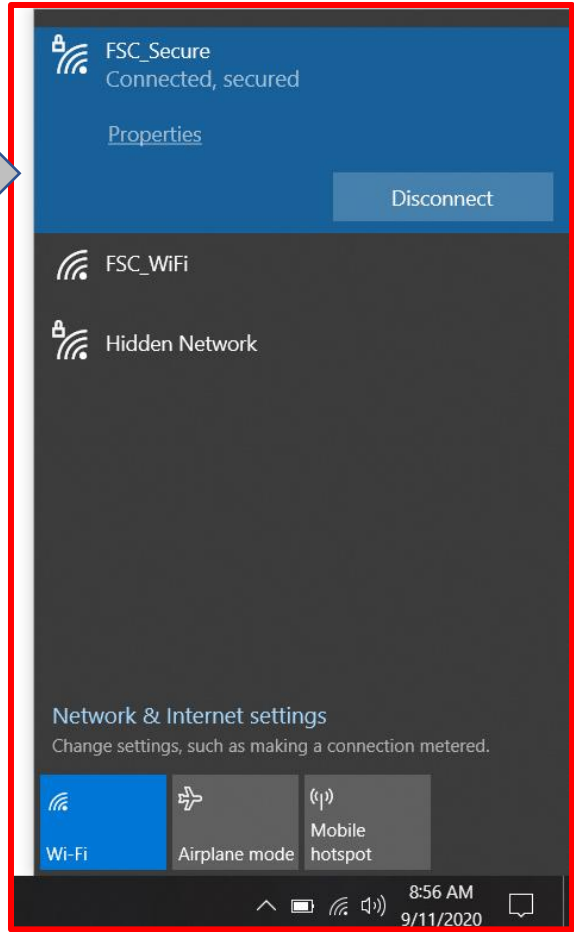 FSC_Secure
Connected, secured
Properties
Disconnect
FSC_WiFi
Hidden Network
Network & Internet settings
Change settings, such as making a connection metered.
Wi-Fi
Airplane mode
Mobile
hotspot
8:56 AM
9/11/2020